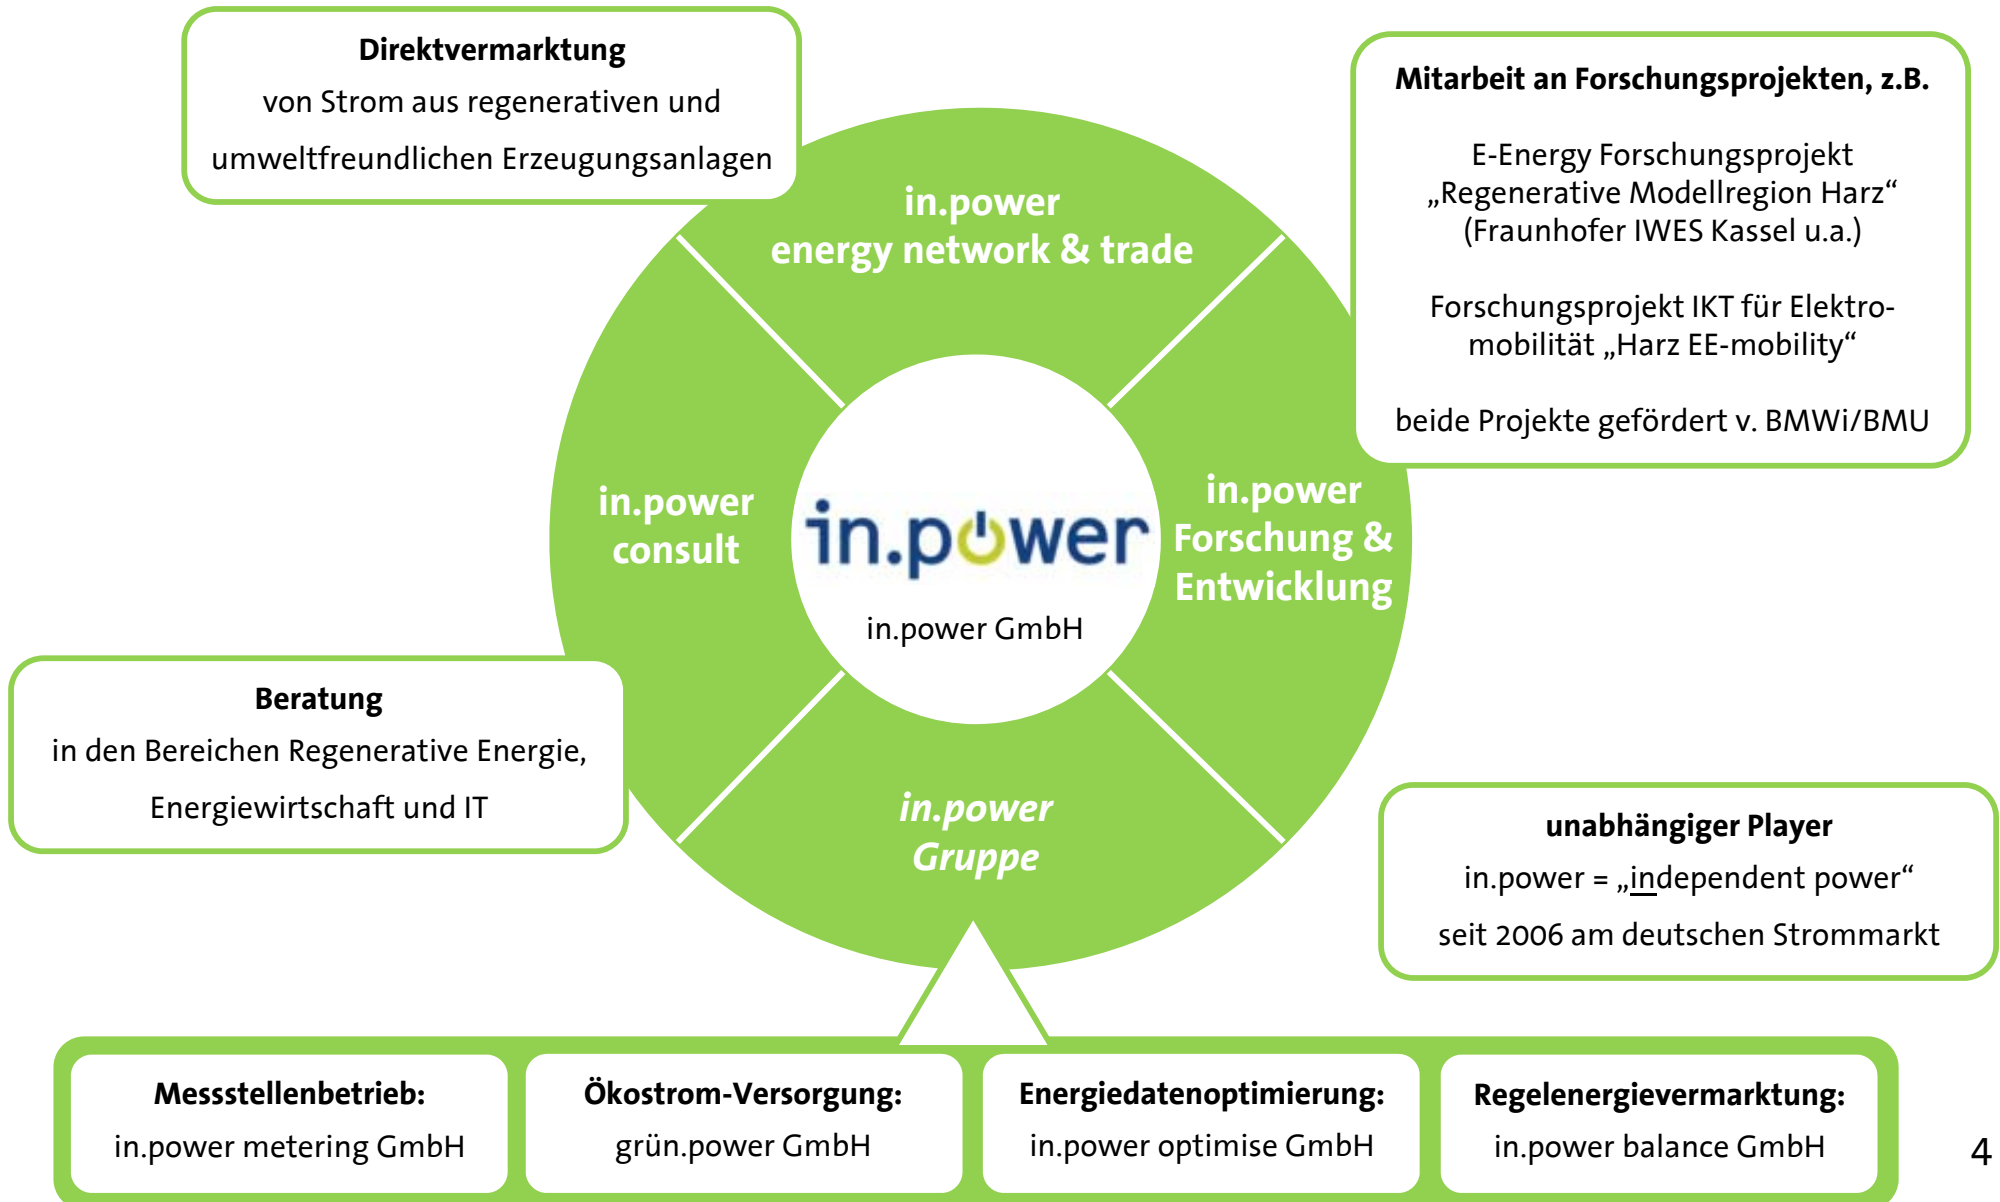 Direktvermarktung
von Strom aus regenerativen und
umweltfreundlichen Erzeugungsanlagen
Mitarbeit an Forschungsprojekten, z.B.
E-Energy Forschungsprojekt
„Regenerative Modellregion Harz“
(Fraunhofer IWES Kassel u.a.)
Forschungsprojekt IKT für Elektro-
mobilität „Harz EE-mobility“
beide Projekte gefördert v. BMWi/BMU
in.power
energy network & trade
in.power
consult
in.power
in.power GmbH
in.power
Forschung &
Entwicklung
Beratung
in den Bereichen Regenerative Energie,
Energiewirtschaft und IT
in.power
Gruppe
unabhängiger Player
in.power = „independent power“
seit 2006 am deutschen Strommarkt
Messstellenbetrieb:
in.power metering GmbH
Ökostrom-Versorgung:
grün.power GmbH
Energiedatenoptimierung:
in.power optimise GmbH
Regelenergievermarktung:
in.power balance GmbH
4